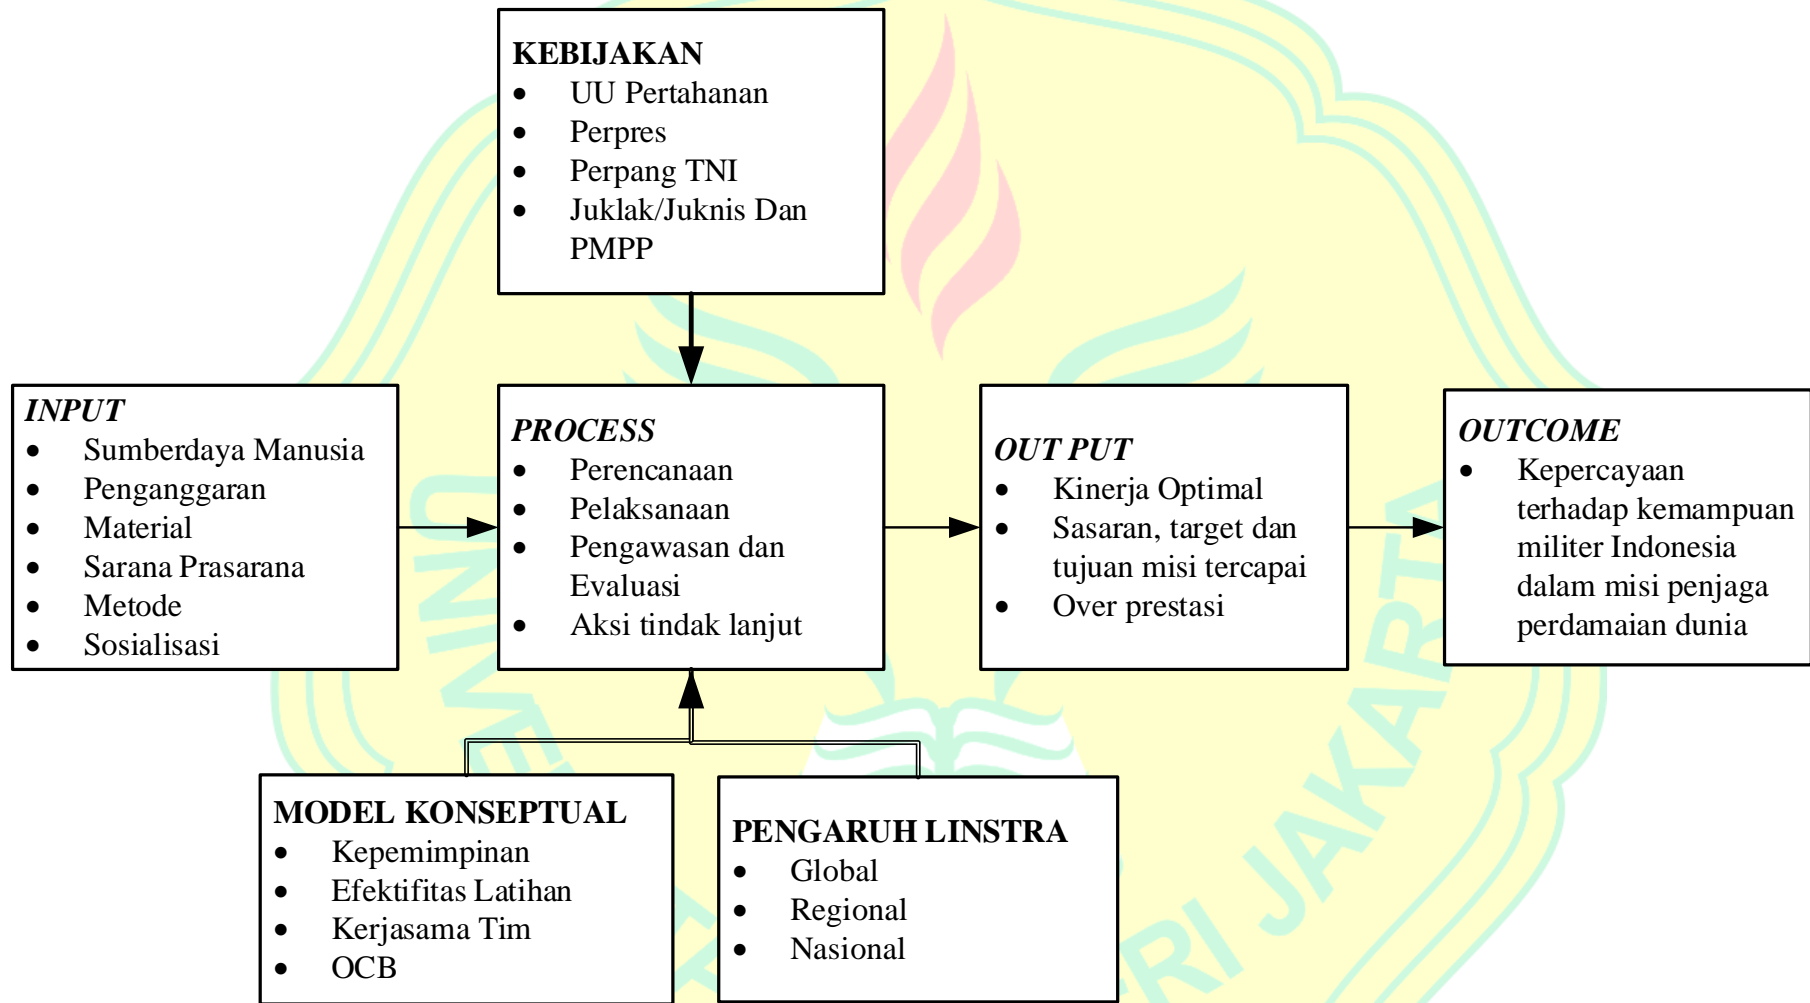 KEBIJAKAN
• UU Pertahanan
• Perpres
• Perpang TNI
• Juklak/Juknis Dan
PMPP
INPUT
• Sumberdaya Manusia
• Penganggaran
• Material
• Sarana Prasarana
• Metode
• Sosialisasi
PROCESS
• Perencanaan
• Pelaksanaan
• Pengawasan dan
Evaluasi
• Aksi tindak lanjut
OUT PUT
• Kinerja Optimal
• Sasaran, target dan
tujuan misi tercapai
• Over prestasi
OUTCOME
• Kepercayaan
terhadap kemampuan
militer Indonesia
dalam misi penjaga
perdamaian dunia
MODEL KONSEPTUAL
• Kepemimpinan
• Efektifitas Latihan
• Kerjasama Tim
• OCB
PENGARUH LINSTRA
• Global
• Regional
• Nasional
JAKARTA